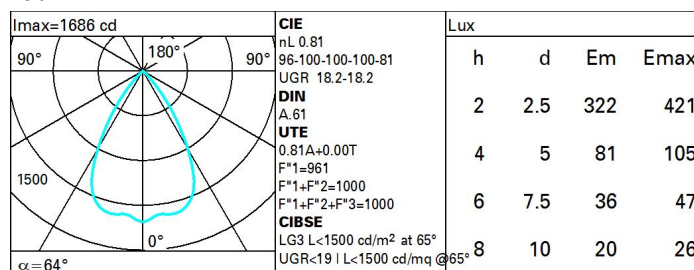 Imax=1686 cd
90°
180°
90°
1500
0°
α=64°
CIE
nL 0.81
96-100-100-100-81
UGR 18.2-18.2
DIN
A.61
UTE
0.81A+0.00T
F"1=961
F"1+F"2=1000
F"1+F"2+F"3=1000
CIBSE
LG3 L<1500 cd/m² at 65°
UGR<19 | L<1500 cd/mq @65°
Lux
h d Em Emax
2 2.5 322 421
4 5 81 105
6 7.5 36 47
8 10 20 26